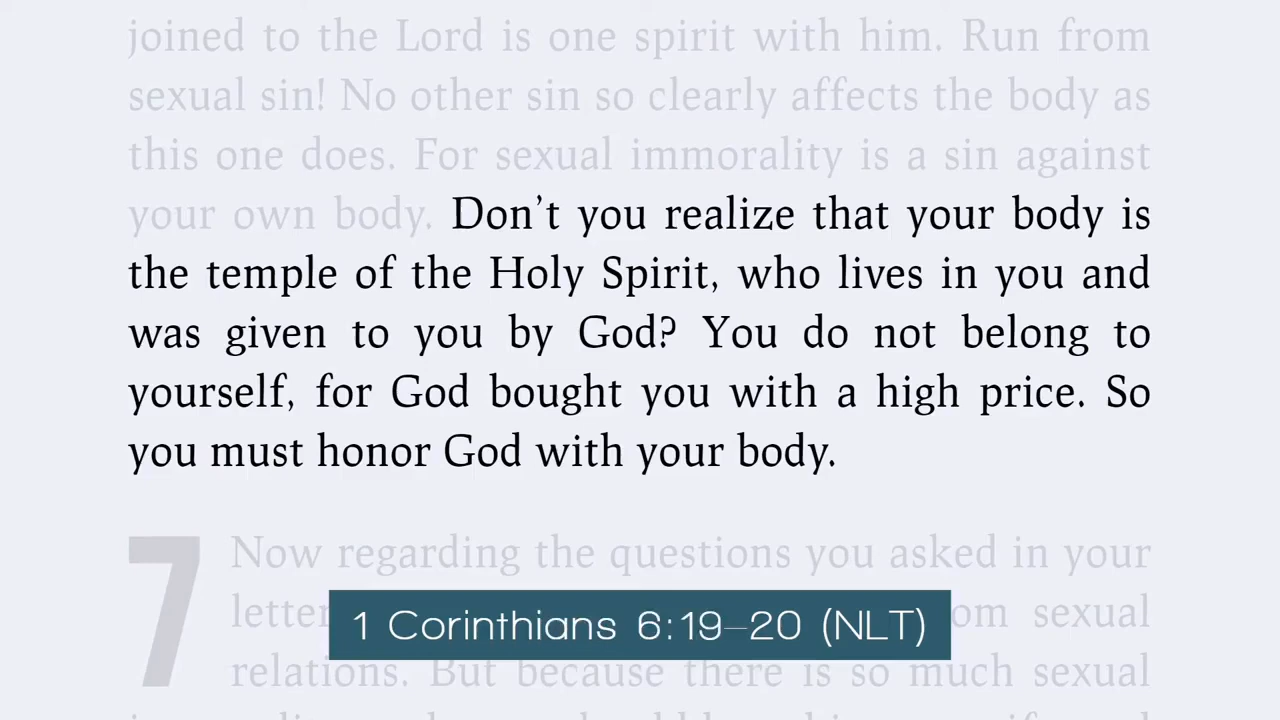 joined to the Lord is one spirit with him. Run from
sexual sin! No other sin so clearly affects the body as
this one does. For sexual immorality is a sin against
your own body. Don’t you realize that your body is
the temple of the Holy Spirit, who lives in you and
was given to you by God? You do not belong to
yourself, for God bought you with a high price. So
you must honor God with your body.
7 Now regarding the questions you asked in your
letter om sexual
1 Corinthians 6:19–20 (NLT)
relations. But because there is so much sexual